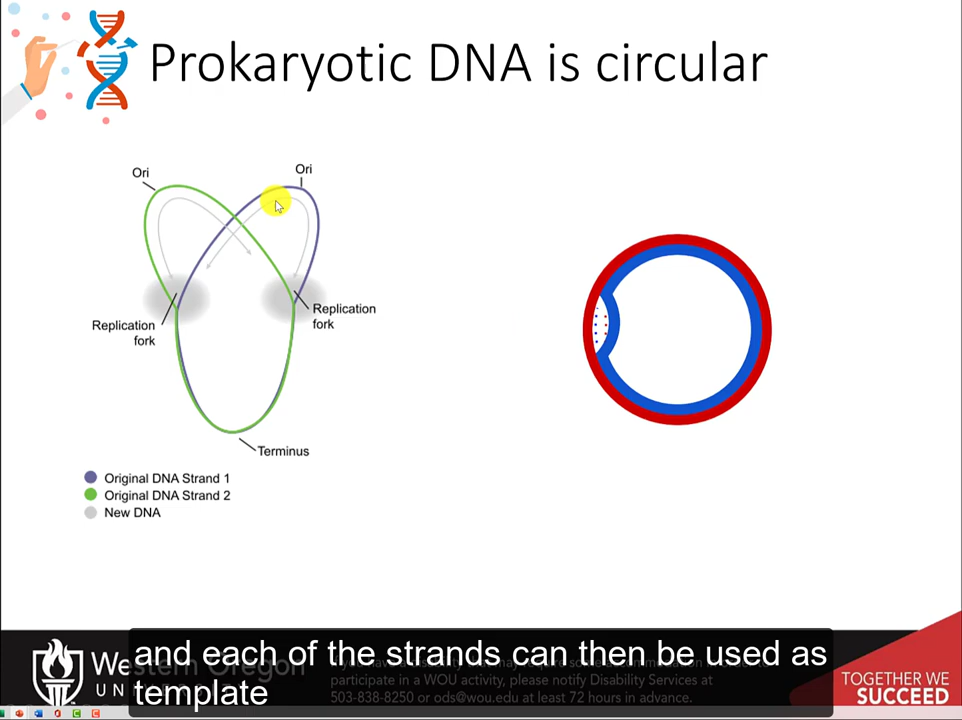 Prokaryotic DNA is circular
Ori
Ori
Replication
fork
Replication
fork
Terminus
Original DNA Strand 1
Original DNA Strand 2
New DNA
and each of the strands can then be used as
template
participate in a WOU activity, please notify Disability Services at
503-838-8250 or ods@wou.edu at least 72 hours in advance.
TOGETHER WE
SUCCEED